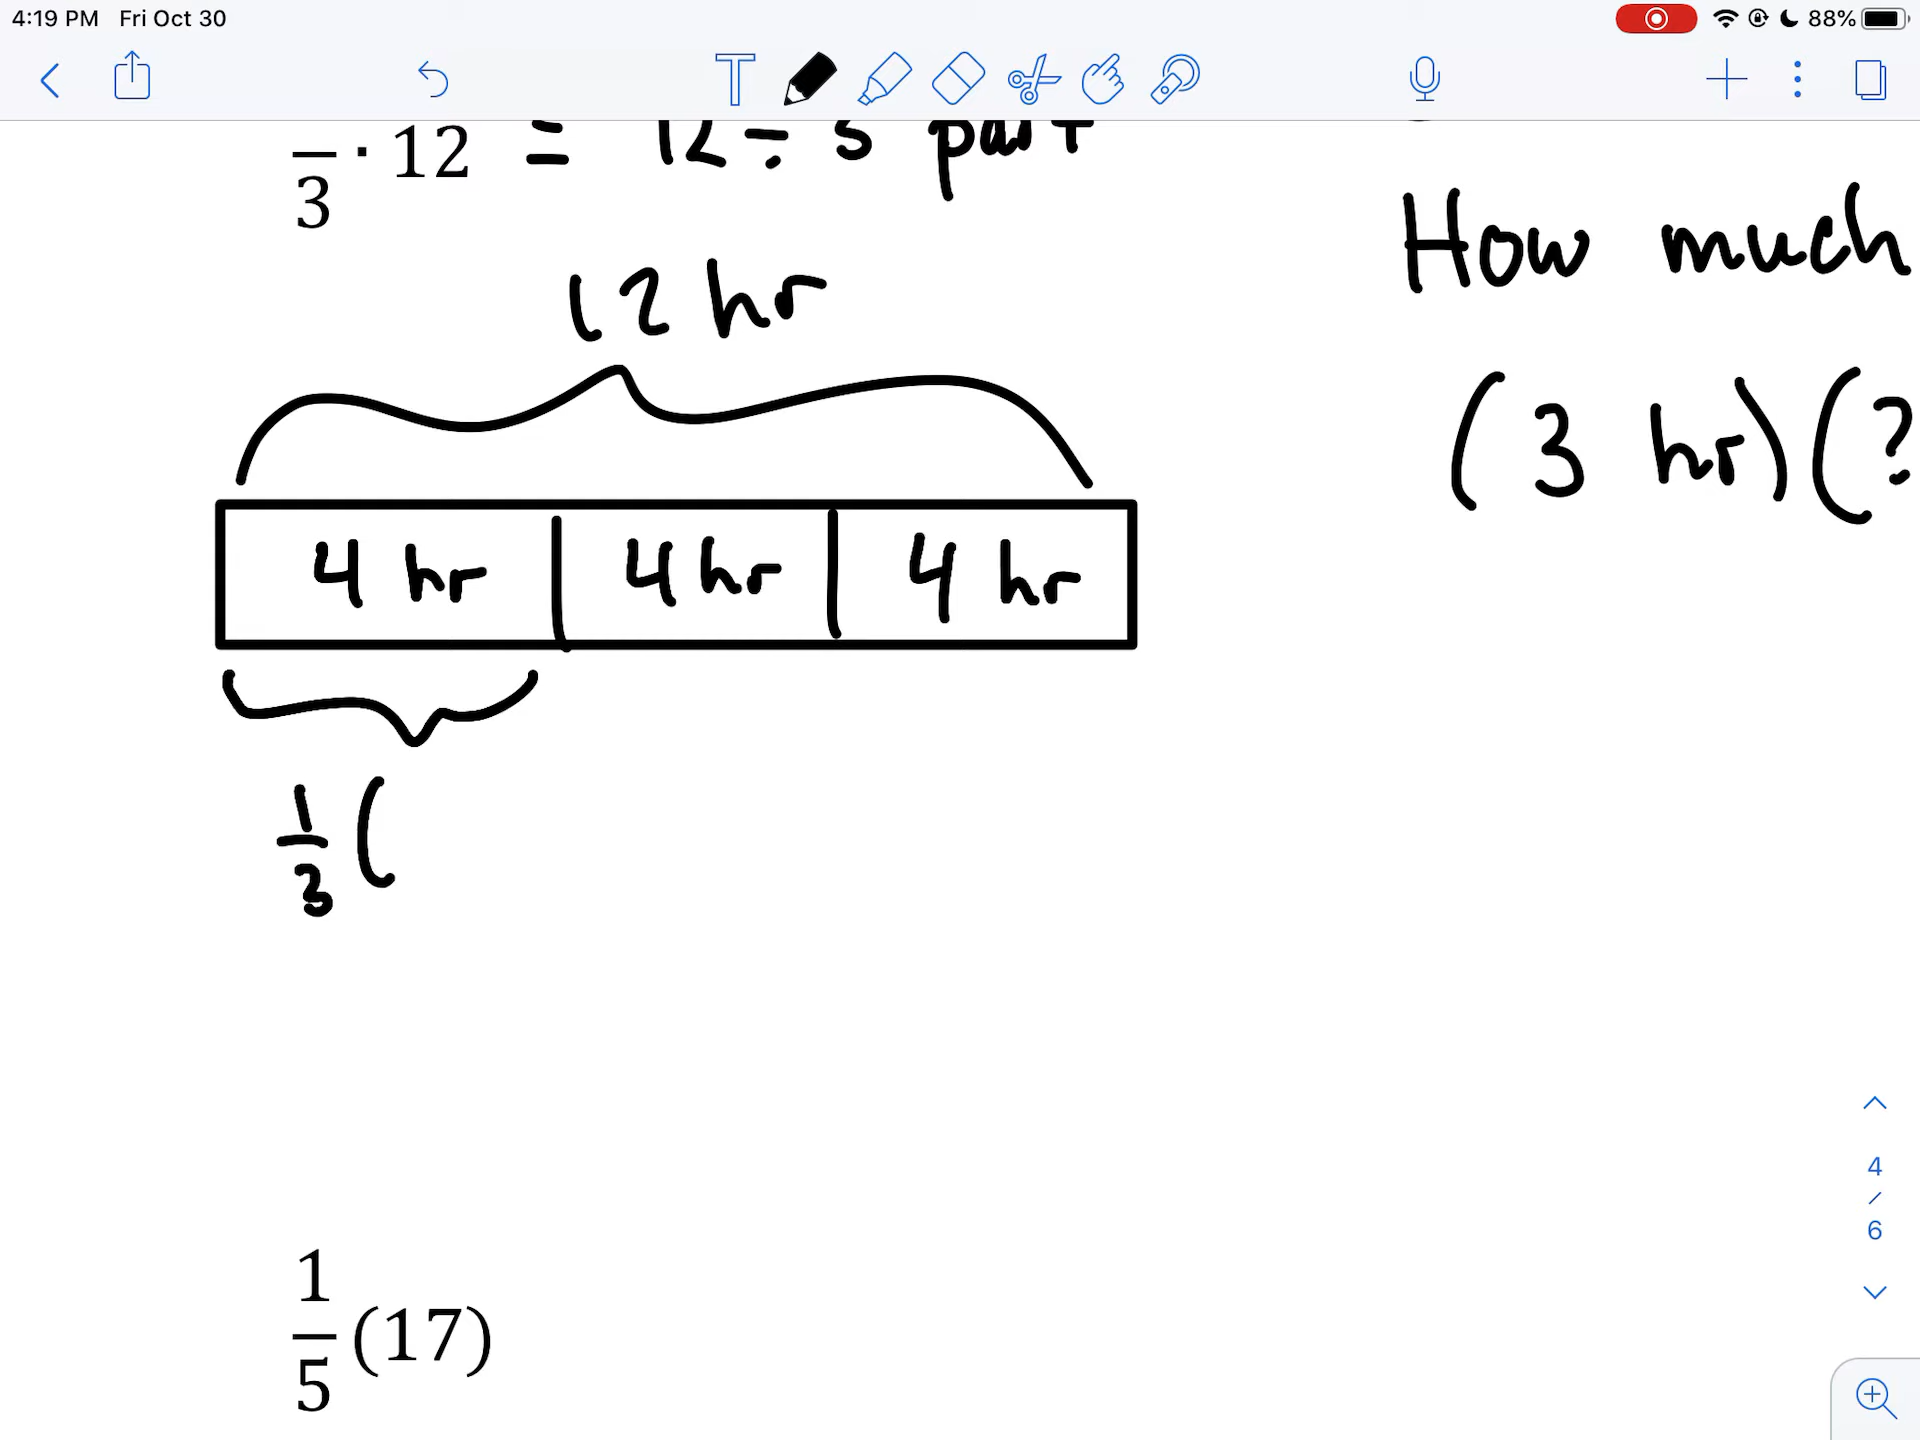 4:19 PM Fri Oct 30
88%
/3 · 12 = 12 ÷ 3 part
How much
12 hr
(3 hr)(?
4 hr 4 hr 4 hr
1/3 (
4
/
6
1/5 (17)